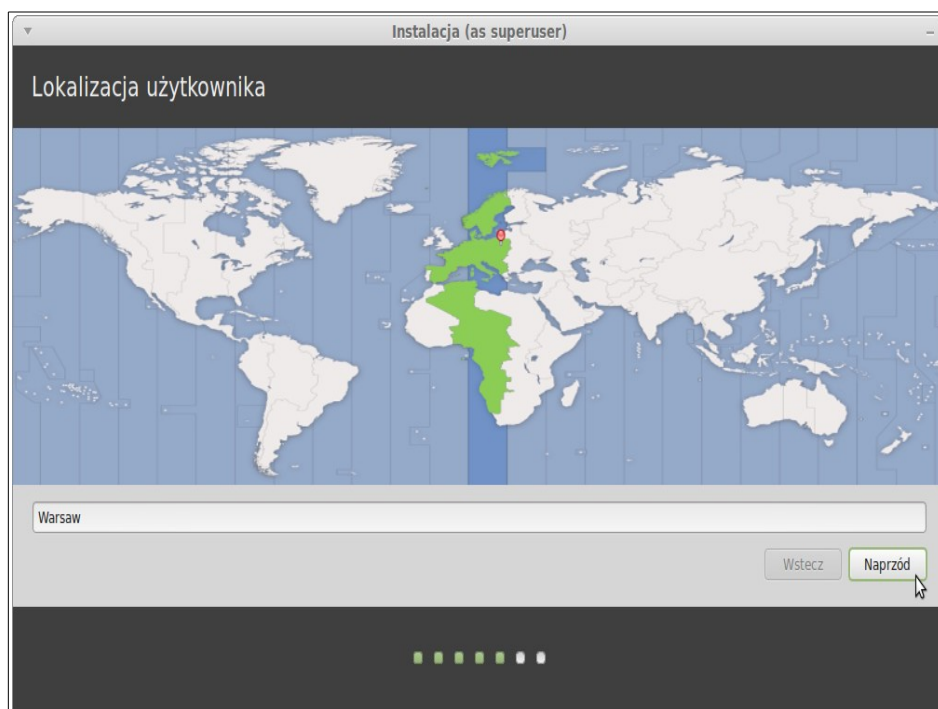 Instalacja (as superuser)
Lokalizacja użytkownika
Warsaw
Wstecz
Naprzód